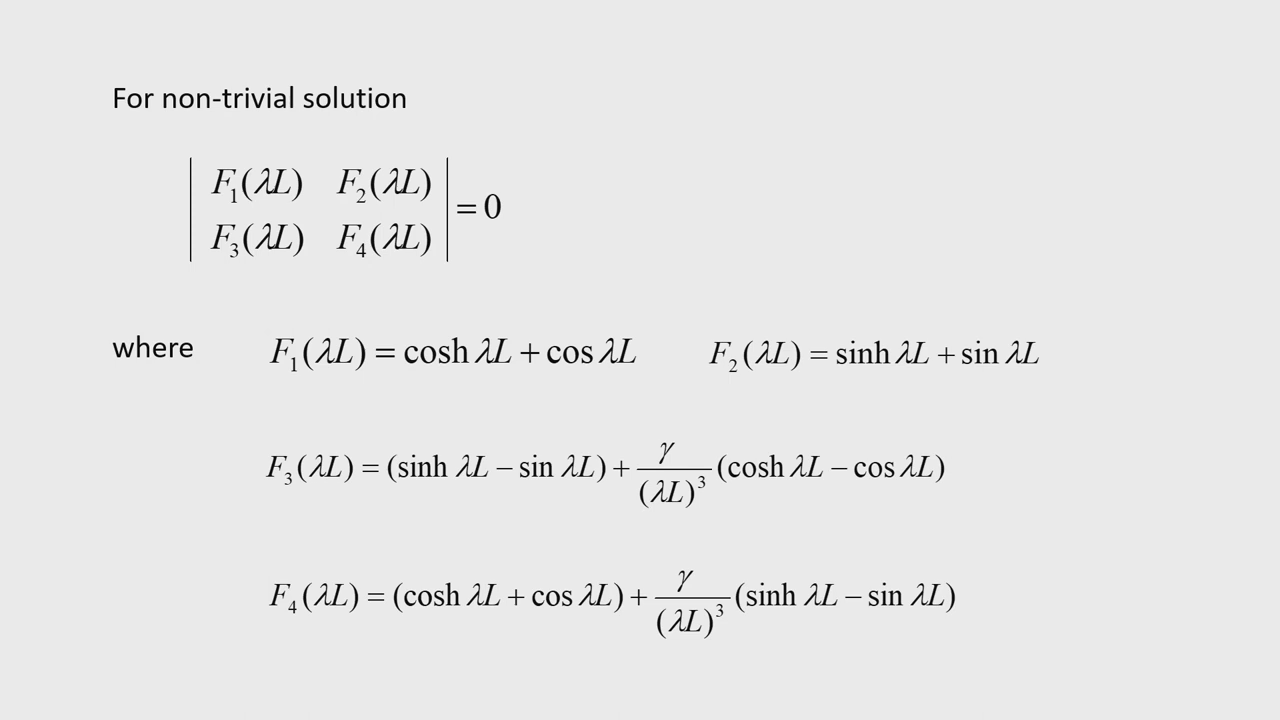 For non-trivial solution
| F₁(λL) F₂(λL) |
| F₃(λL) F₄(λL) | = 0
where F₁(λL) = cosh λL + cos λL F₂(λL) = sinh λL + sin λL
F₃(λL) = (sinh λL − sin λL) + γ/(λL)³ (cosh λL − cos λL)
F₄(λL) = (cosh λL + cos λL) + γ/(λL)³ (sinh λL − sin λL)